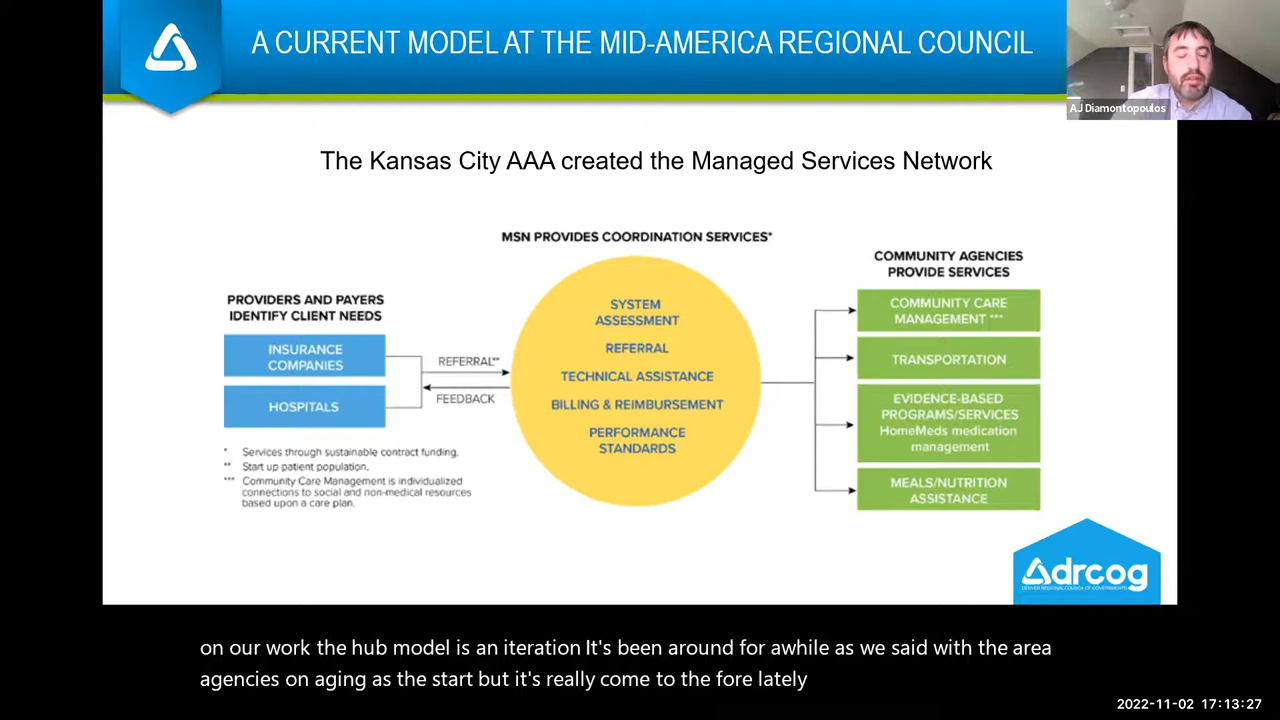 A CURRENT MODEL AT THE MID-AMERICA REGIONAL COUNCIL
AJ Diamontopoulos
The Kansas City AAA created the Managed Services Network
MSN PROVIDES COORDINATION SERVICES*
PROVIDERS AND PAYERS
IDENTIFY CLIENT NEEDS
INSURANCE
COMPANIES
HOSPITALS
REFERRAL**
FEEDBACK
SYSTEM
ASSESSMENT
REFERRAL
TECHNICAL ASSISTANCE
BILLING & REIMBURSEMENT
PERFORMANCE
STANDARDS
COMMUNITY AGENCIES
PROVIDE SERVICES
COMMUNITY CARE
MANAGEMENT ***
TRANSPORTATION
EVIDENCE-BASED
PROGRAMS/SERVICES
HomeMeds medication
management
MEALS/NUTRITION
ASSISTANCE
* Services through sustainable contract funding.
** Start up patient population.
*** Community Care Management is individualized
connections to social and non-medical resources
based upon a care plan.
drcog
DENVER REGIONAL COUNCIL OF GOVERNMENTS
on our work the hub model is an iteration It's been around for awhile as we said with the area
agencies on aging as the start but it's really come to the fore lately
2022-11-02 17:13:27